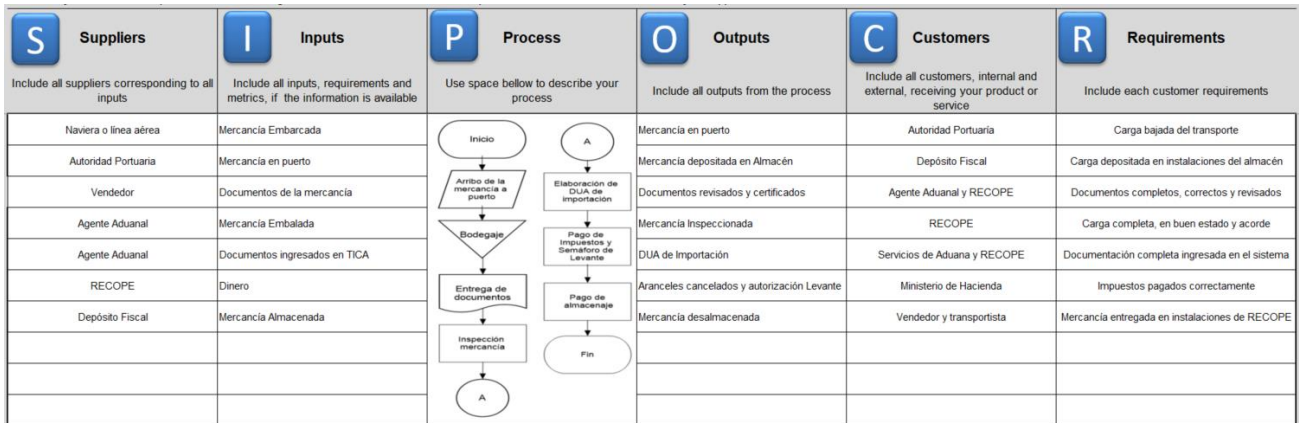 S Suppliers
I Inputs
P Process
O Outputs
C Customers
R Requirements
Include all suppliers corresponding to all
inputs
Include all inputs, requirements and
metrics, if the information is available
Use space bellow to describe your
process
Include all outputs from the process
Include all customers, internal and
external, receiving your product or
service
Include each customer requirements
Naviera o línea aérea
Mercancía Embarcada
Mercancía en puerto
Autoridad Portuaría
Carga bajada del transporte
Autoridad Portuaria
Mercancía en puerto
Mercancía depositada en Almacén
Depósito Fiscal
Carga depositada en instalaciones del almacén
Vendedor
Documentos de la mercancía
Documentos revisados y certificados
Agente Aduanal y RECOPE
Documentos completos, correctos y revisados
Agente Aduanal
Mercancía Embalada
Mercancía Inspeccionada
RECOPE
Carga completa, en buen estado y acorde
Agente Aduanal
Documentos ingresados en TICA
DUA de Importación
Servicios de Aduana y RECOPE
Documentación completa ingresada en el sistema
RECOPE
Dinero
Aranceles cancelados y autorización Levante
Ministerio de Hacienda
Impuestos pagados correctamente
Depósito Fiscal
Mercancía Almacenada
Mercancía desalmacenada
Vendedor y transportista
Mercancía entregada en instalaciones de RECOPE
Inicio
Arribo de la
mercancía a
puerto
Bodegaje
Entrega de
documentos
Inspección
mercancía
A
A
Elaboración de
DUA de
importación
Pago de
Impuestos y
Semáforo de
Levante
Pago de
almacenaje
Fin